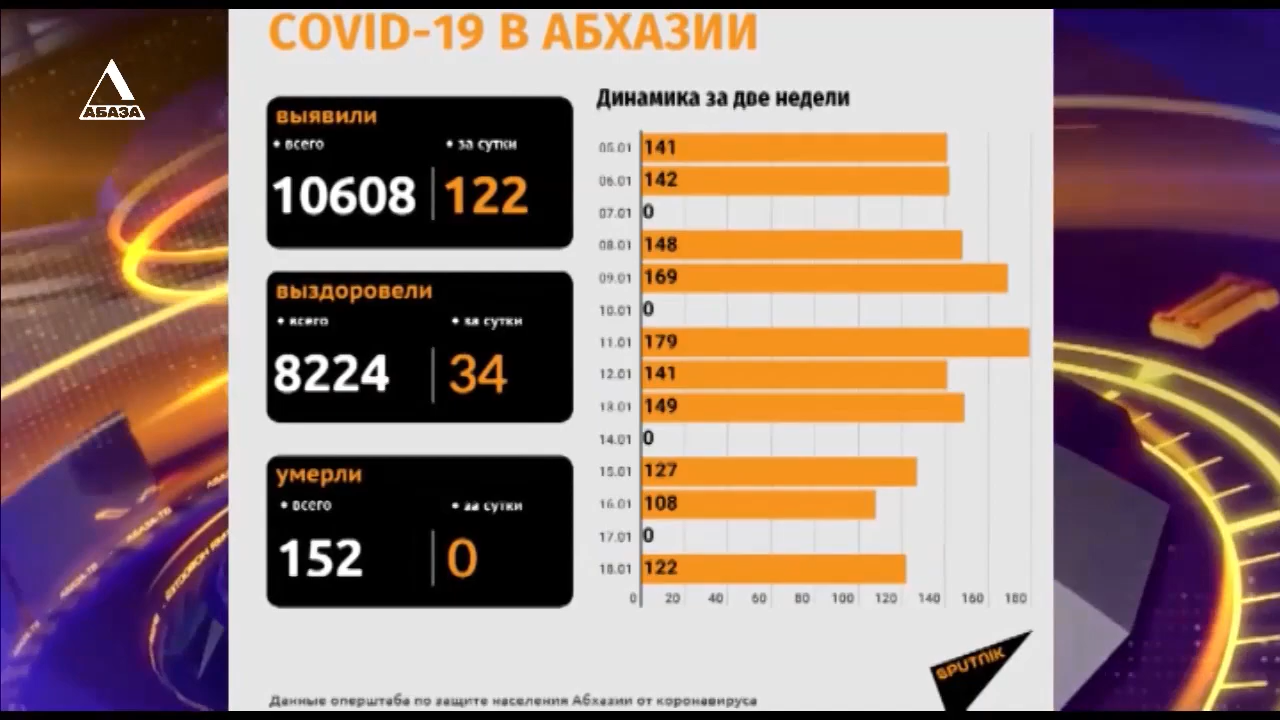 COVID-19 В АБХАЗИИ
АБАЗА
выявили
• всего • за сутки
10608 122
выздоровели
• всего • за сутки
8224 34
умерли
• всего • за сутки
152 0
Динамика за две недели
05.01 141
06.01 142
07.01 0
08.01 148
09.01 169
10.01 0
11.01 179
12.01 141
13.01 149
14.01 0
15.01 127
16.01 108
17.01 0
18.01 122
0 20 40 60 80 100 120 140 160 180
SPUTNIK
Данные оперштаба по защите населения Абхазии от коронавируса
АБАЗА-ТВ
АБАЗА-ТВ